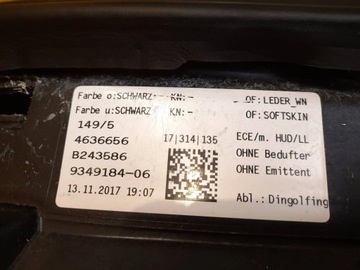 Farbe o:SCHWARZ:- KN:- OF:LEDER_WN
Farbe u:SCHWARZ:- KN:- OF:SOFTSKIN
149/5
4636656 17|314|135 ECE/m. HUD/LL
B243586 OHNE Bedufter
9349184-06 OHNE Emittent
13.11.2017 19:07 Abl.: Dingolfing